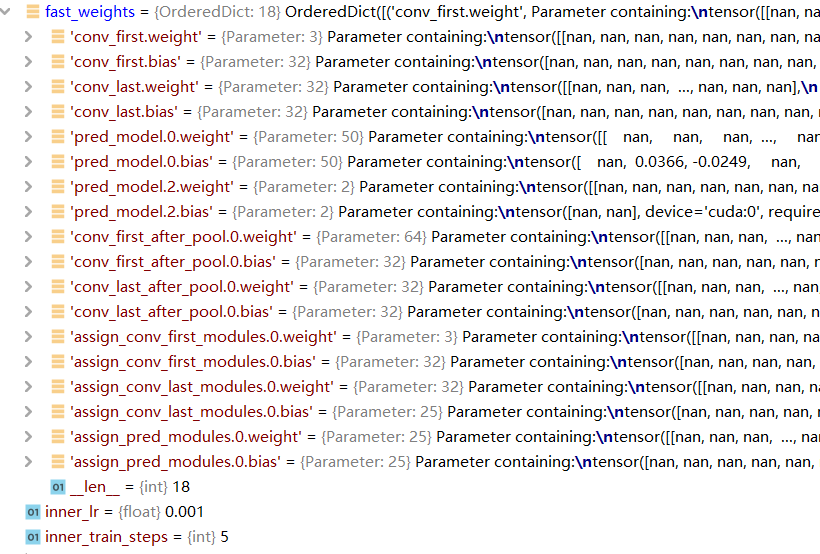 fast_weights = {OrderedDict: 18} OrderedDict([('conv_first.weight', Parameter containing:\ntensor([[nan, na
'conv_first.weight' = {Parameter: 3} Parameter containing:\ntensor([[nan, nan, nan, nan, nan, nan, nan, na
'conv_first.bias' = {Parameter: 32} Parameter containing:\ntensor([nan, nan, nan, nan, nan, nan, nan, nan,
'conv_last.weight' = {Parameter: 32} Parameter containing:\ntensor([[nan, nan, nan, ..., nan, nan, nan],\n
'conv_last.bias' = {Parameter: 32} Parameter containing:\ntensor([nan, nan, nan, nan, nan, nan, nan, nan, n
'pred_model.0.weight' = {Parameter: 50} Parameter containing:\ntensor([[ nan, nan, nan, ..., nan
'pred_model.0.bias' = {Parameter: 50} Parameter containing:\ntensor([ nan, 0.0366, -0.0249, nan,
'pred_model.2.weight' = {Parameter: 2} Parameter containing:\ntensor([[nan, nan, nan, nan, nan, nan, nan,
'pred_model.2.bias' = {Parameter: 2} Parameter containing:\ntensor([nan, nan], device='cuda:0', require
'conv_first_after_pool.0.weight' = {Parameter: 64} Parameter containing:\ntensor([[nan, nan, nan, ..., nan
'conv_first_after_pool.0.bias' = {Parameter: 32} Parameter containing:\ntensor([nan, nan, nan, nan, nan, n
'conv_last_after_pool.0.weight' = {Parameter: 32} Parameter containing:\ntensor([[nan, nan, nan, ..., nan,
'conv_last_after_pool.0.bias' = {Parameter: 32} Parameter containing:\ntensor([nan, nan, nan, nan, nan, n
'assign_conv_first_modules.0.weight' = {Parameter: 3} Parameter containing:\ntensor([[nan, nan, nan, na
'assign_conv_first_modules.0.bias' = {Parameter: 32} Parameter containing:\ntensor([nan, nan, nan, nan,
'assign_conv_last_modules.0.weight' = {Parameter: 32} Parameter containing:\ntensor([[nan, nan, nan, na
'assign_conv_last_modules.0.bias' = {Parameter: 25} Parameter containing:\ntensor([nan, nan, nan, nan, n
'assign_pred_modules.0.weight' = {Parameter: 25} Parameter containing:\ntensor([[nan, nan, nan, ..., nan,
'assign_pred_modules.0.bias' = {Parameter: 25} Parameter containing:\ntensor([nan, nan, nan, nan, nan,
01 __len__ = {int} 18
01 inner_lr = {float} 0.001
01 inner_train_steps = {int} 5